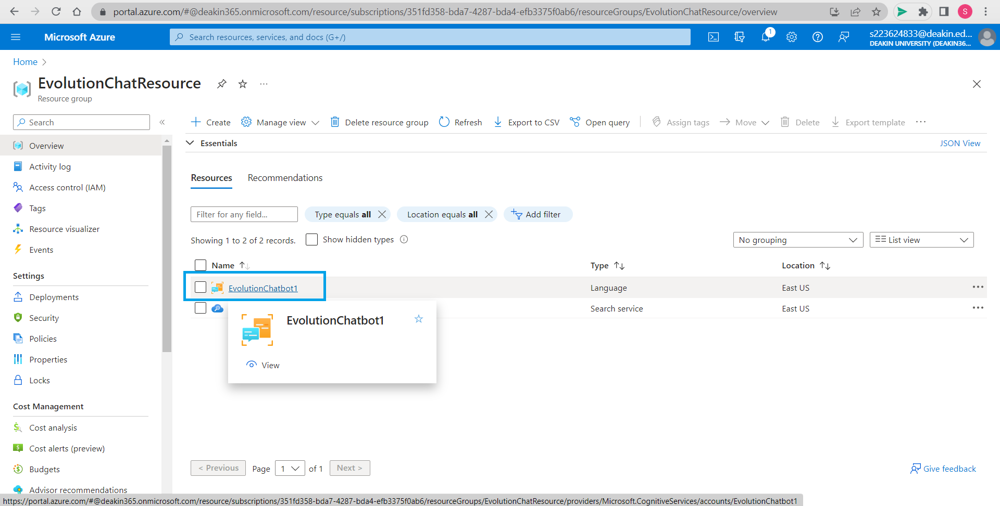 portal.azure.com/#@deakin365.onmicrosoft.com/resource/subscriptions/351fd358-bda7-4287-bda4-efb3375f0ab6/resourceGroups/EvolutionChatResource/overview
S
Microsoft Azure
Search resources, services, and docs (G+/)
1
s223624833@deakin.ed...
DEAKIN UNIVERSITY (DEAKIN36...
Home
EvolutionChatResource
Resource group
Search
Create
Manage view
Delete resource group
Refresh
Export to CSV
Open query
Assign tags
Move
Delete
Export template
Overview
Activity log
Access control (IAM)
Tags
Resource visualizer
Events
Settings
Deployments
Security
Policies
Properties
Locks
Cost Management
Cost analysis
Cost alerts (preview)
Budgets
Advisor recommendations
Essentials
JSON View
Resources
Recommendations
Filter for any field...
Type equals all
Location equals all
Add filter
Showing 1 to 2 of 2 records.
Show hidden types
No grouping
List view
Name
Type
Location
EvolutionChatbot1
Language
East US
Search service
East US
EvolutionChatbot1
View
< Previous
Page
1
of 1
Next >
Give feedback
https://portal.azure.com/#@deakin365.onmicrosoft.com/resource/subscriptions/351fd358-bda7-4287-bda4-efb3375f0ab6/resourceGroups/EvolutionChatResource/providers/Microsoft.CognitiveServices/accounts/EvolutionChatbot1